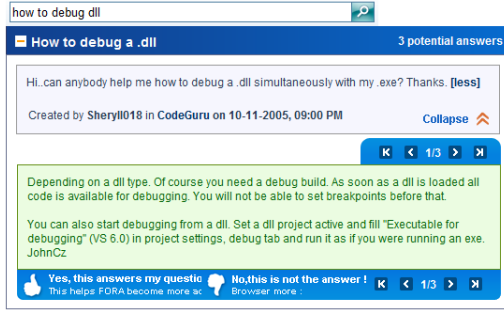 how to debug dll
How to debug a .dll 3 potential answers
Hi..can anybody help me how to debug a .dll simultaneously with my .exe? Thanks. [less]
Created by Sheryll018 in CodeGuru on 10-11-2005, 09:00 PM Collapse
1/3
Depending on a dll type. Of course you need a debug build. As soon as a dll is loaded all
code is available for debugging. You will not be able to set breakpoints before that.
You can also start debugging from a dll. Set a dll project active and fill "Executable for
debugging" (VS 6.0) in project settings, debug tab and run it as if you were running an exe.
JohnCz
Yes, this answers my questic No,this is not the answer !
This helps FORA become more ac Browser more : 1/3